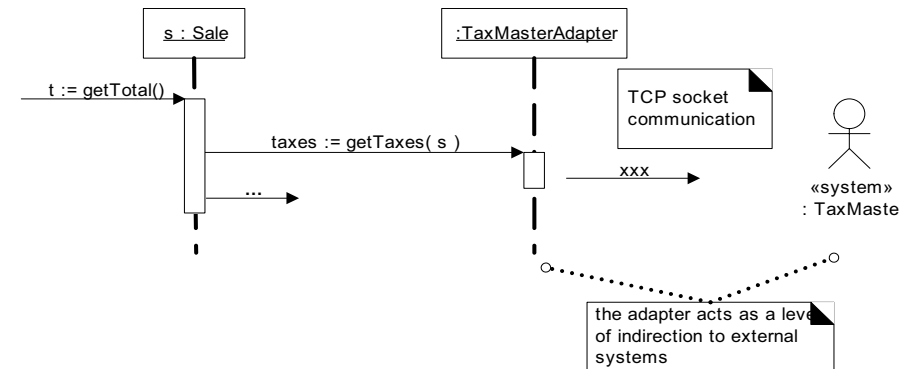 s : Sale
:TaxMasterAdapter
t := getTotal()
TCP socket
communication
taxes := getTaxes( s )
xxx
...
«system»
: TaxMaste
the adapter acts as a leve
of indirection to external
systems